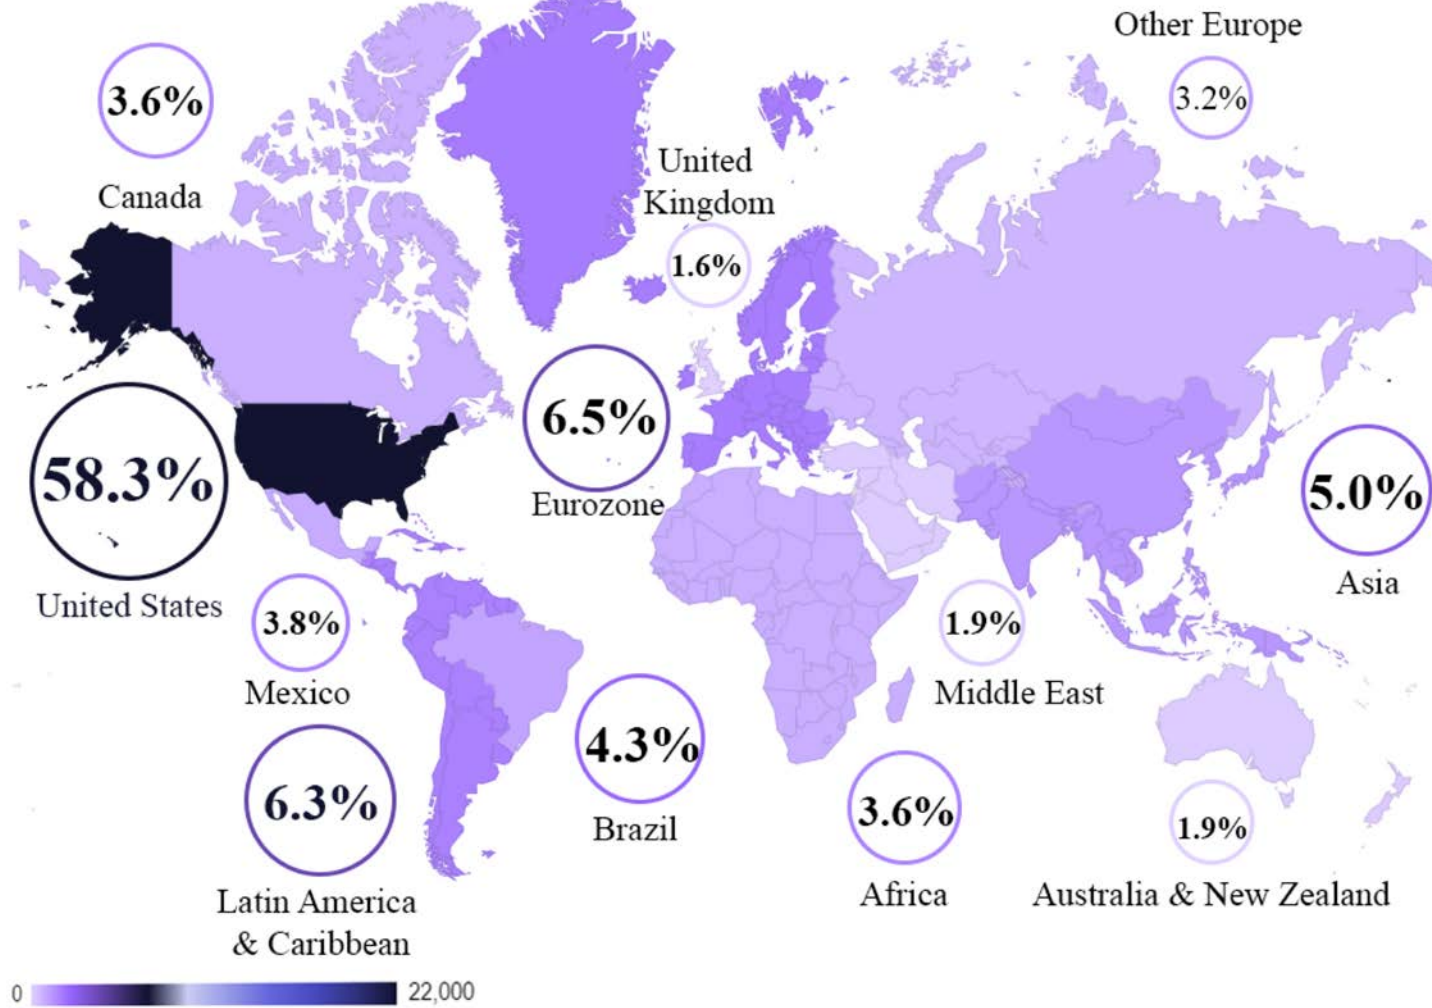 Other Europe
3.2%
3.6%
Canada
United
Kingdom
1.6%
58.3%
United States
6.5%
Eurozone
5.0%
Asia
3.8%
Mexico
1.9%
Middle East
6.3%
Latin America
& Caribbean
4.3%
Brazil
3.6%
Africa
1.9%
Australia & New Zealand
0
22,000